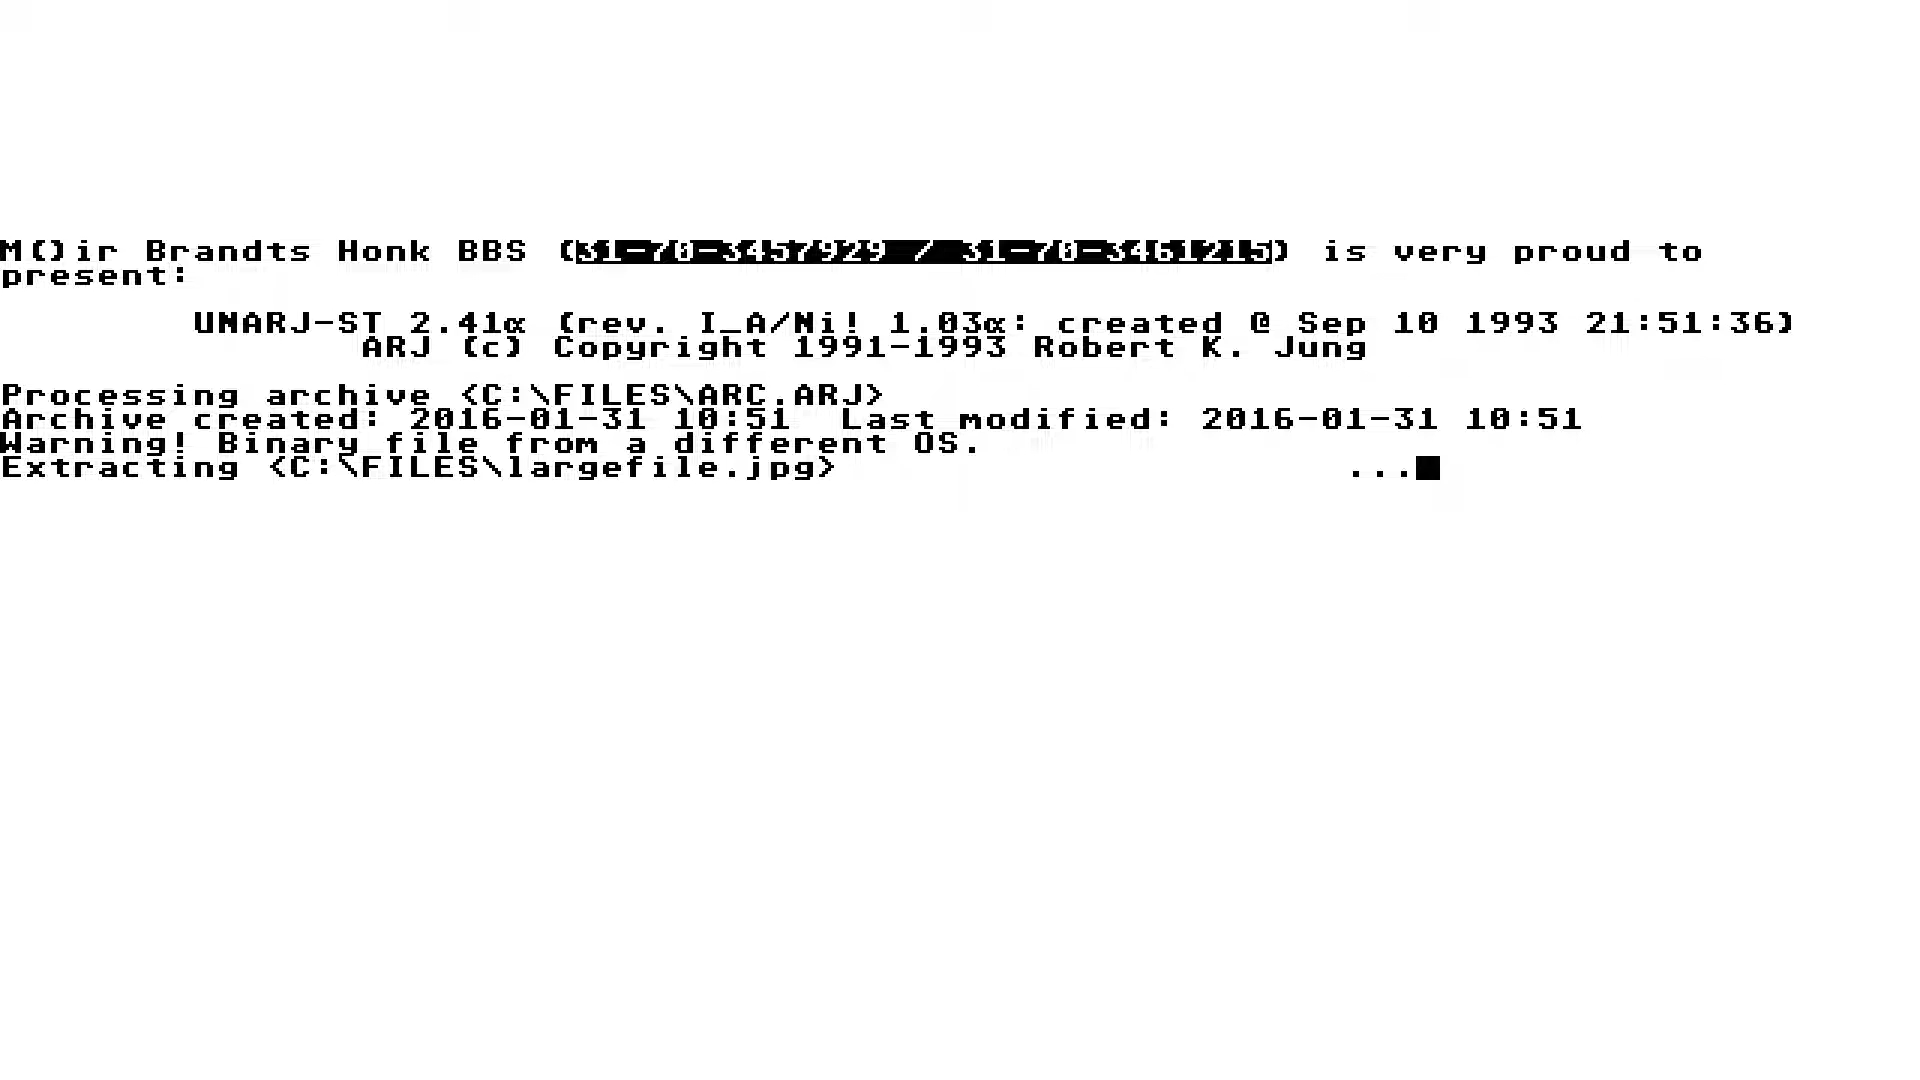 M()ir Brandts Honk BBS (31-70-3457929 / 31-70-3461215) is very proud to
present:
UNARJ-ST 2.41α (rev. I_A/Ni! 1.03α: created @ Sep 10 1993 21:51:36)
ARJ (c) Copyright 1991-1993 Robert K. Jung
Processing archive <C:\FILES\ARC.ARJ>
Archive created: 2016-01-31 10:51  Last modified: 2016-01-31 10:51
Warning! Binary file from a different OS.
Extracting <C:\FILES\largefile.jpg> ...